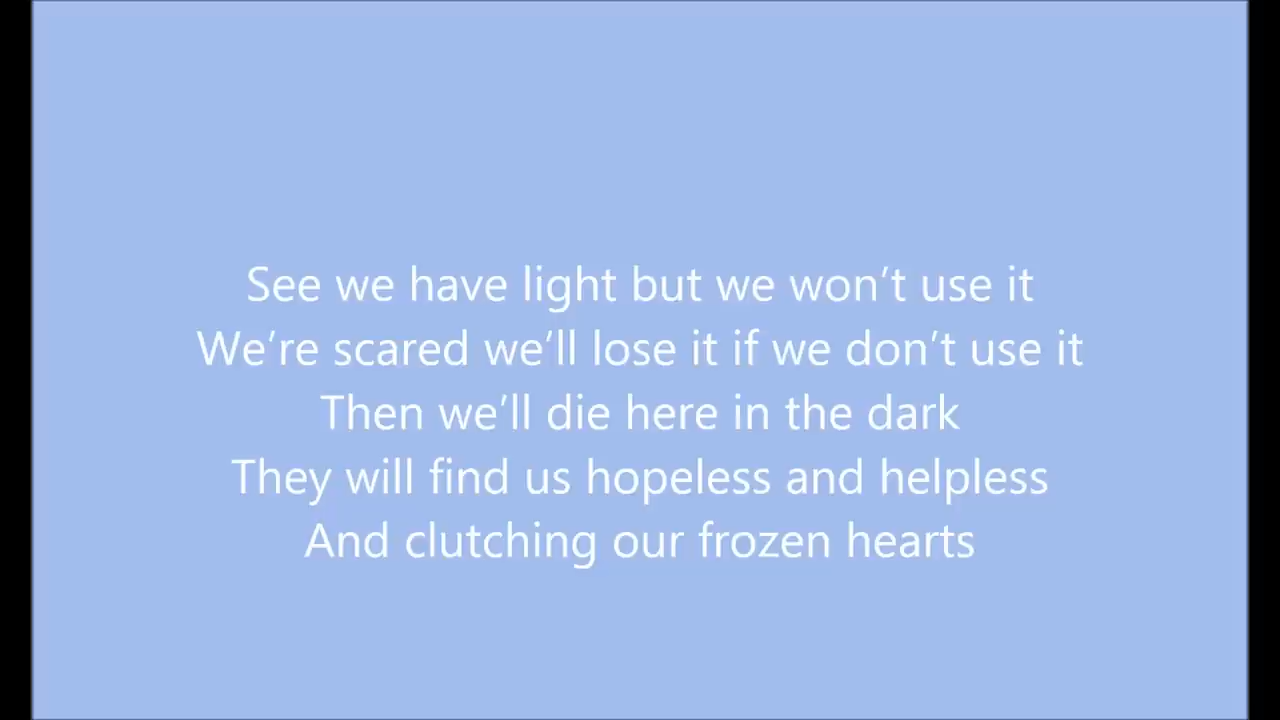 See we have light but we won’t use it
We’re scared we’ll lose it if we don’t use it
Then we’ll die here in the dark
They will find us hopeless and helpless
And clutching our frozen hearts